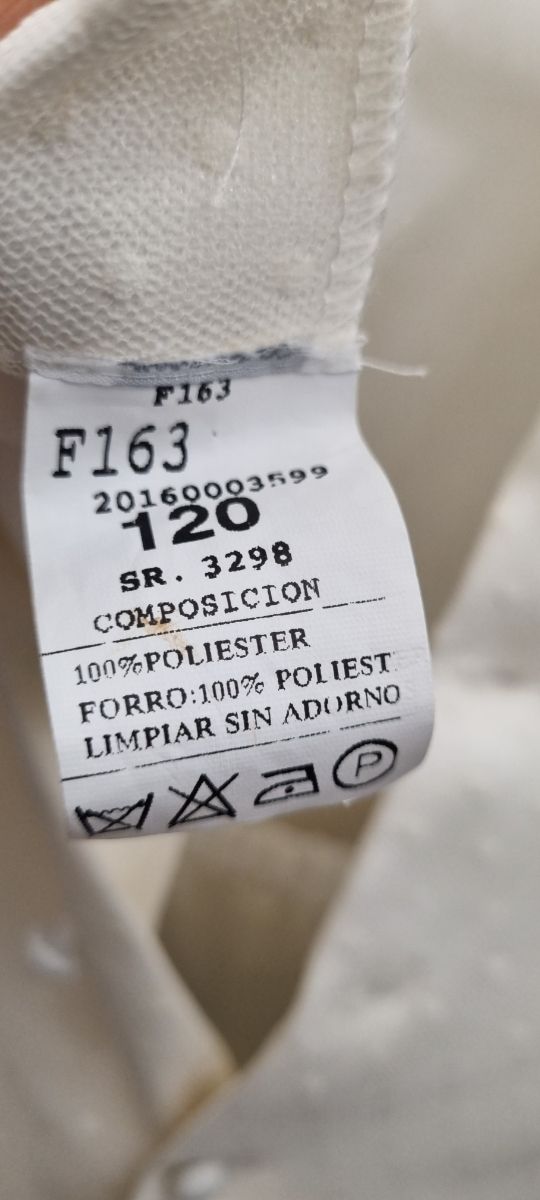 F163
F163
20160003599
120
SR. 3298
COMPOSICION
100%POLIESTER
FORRO:100% POLIEST
LIMPIAR SIN ADORNO
P